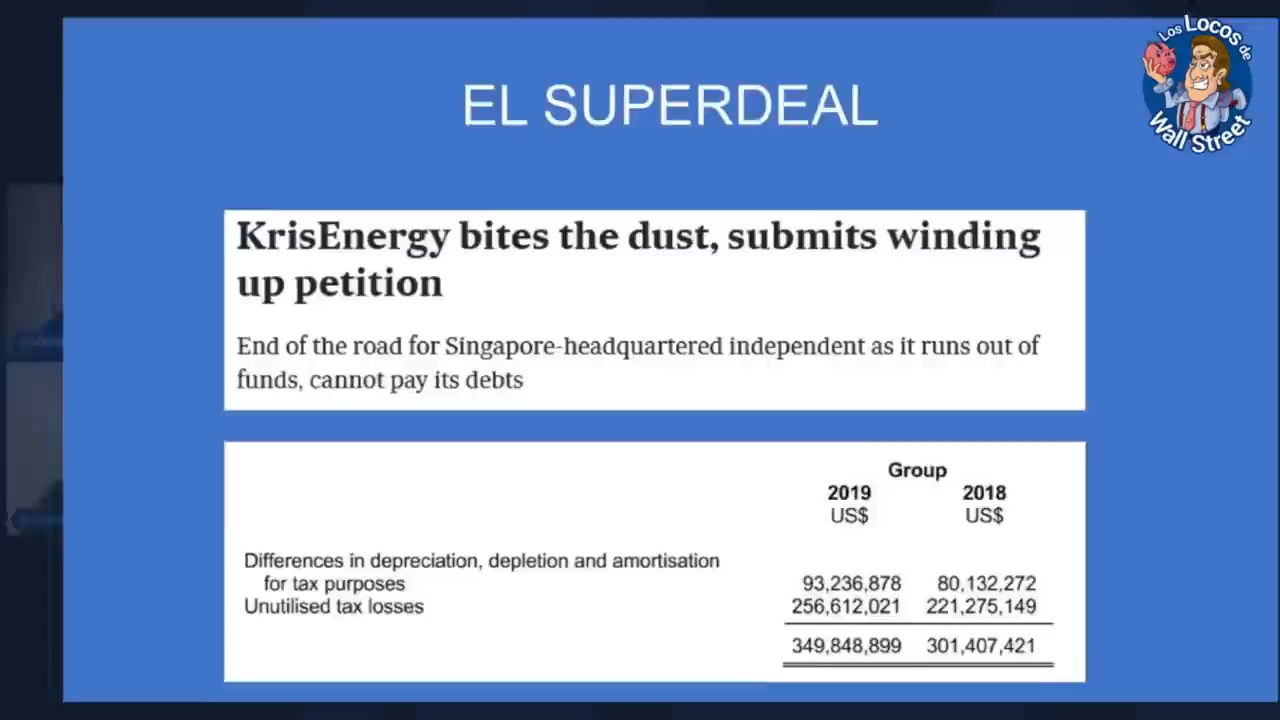 Los Locos de
Wall Street
EL SUPERDEAL
KrisEnergy bites the dust, submits winding
up petition
End of the road for Singapore-headquartered independent as it runs out of
funds, cannot pay its debts
Group
2019 2018
US$ US$
Differences in depreciation, depletion and amortisation
for tax purposes 93,236,878 80,132,272
Unutilised tax losses 256,612,021 221,275,149
349,848,899 301,407,421